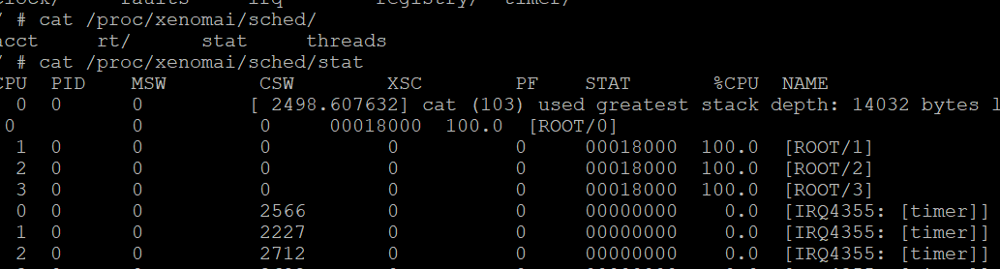 clock/ faults irq registry/ timer/
/ # cat /proc/xenomai/sched/
acct rt/ stat threads
/ # cat /proc/xenomai/sched/stat
CPU PID MSW CSW XSC PF STAT %CPU NAME
0 0 0 [ 2498.607632] cat (103) used greatest stack depth: 14032 bytes l
0 0 0 00018000 100.0 [ROOT/0]
1 0 0 0 0 0 00018000 100.0 [ROOT/1]
2 0 0 0 0 0 00018000 100.0 [ROOT/2]
3 0 0 0 0 0 00018000 100.0 [ROOT/3]
0 0 0 2566 0 0 00000000 0.0 [IRQ4355: [timer]]
1 0 0 2227 0 0 00000000 0.0 [IRQ4355: [timer]]
2 0 0 2712 0 0 00000000 0.0 [IRQ4355: [timer]]